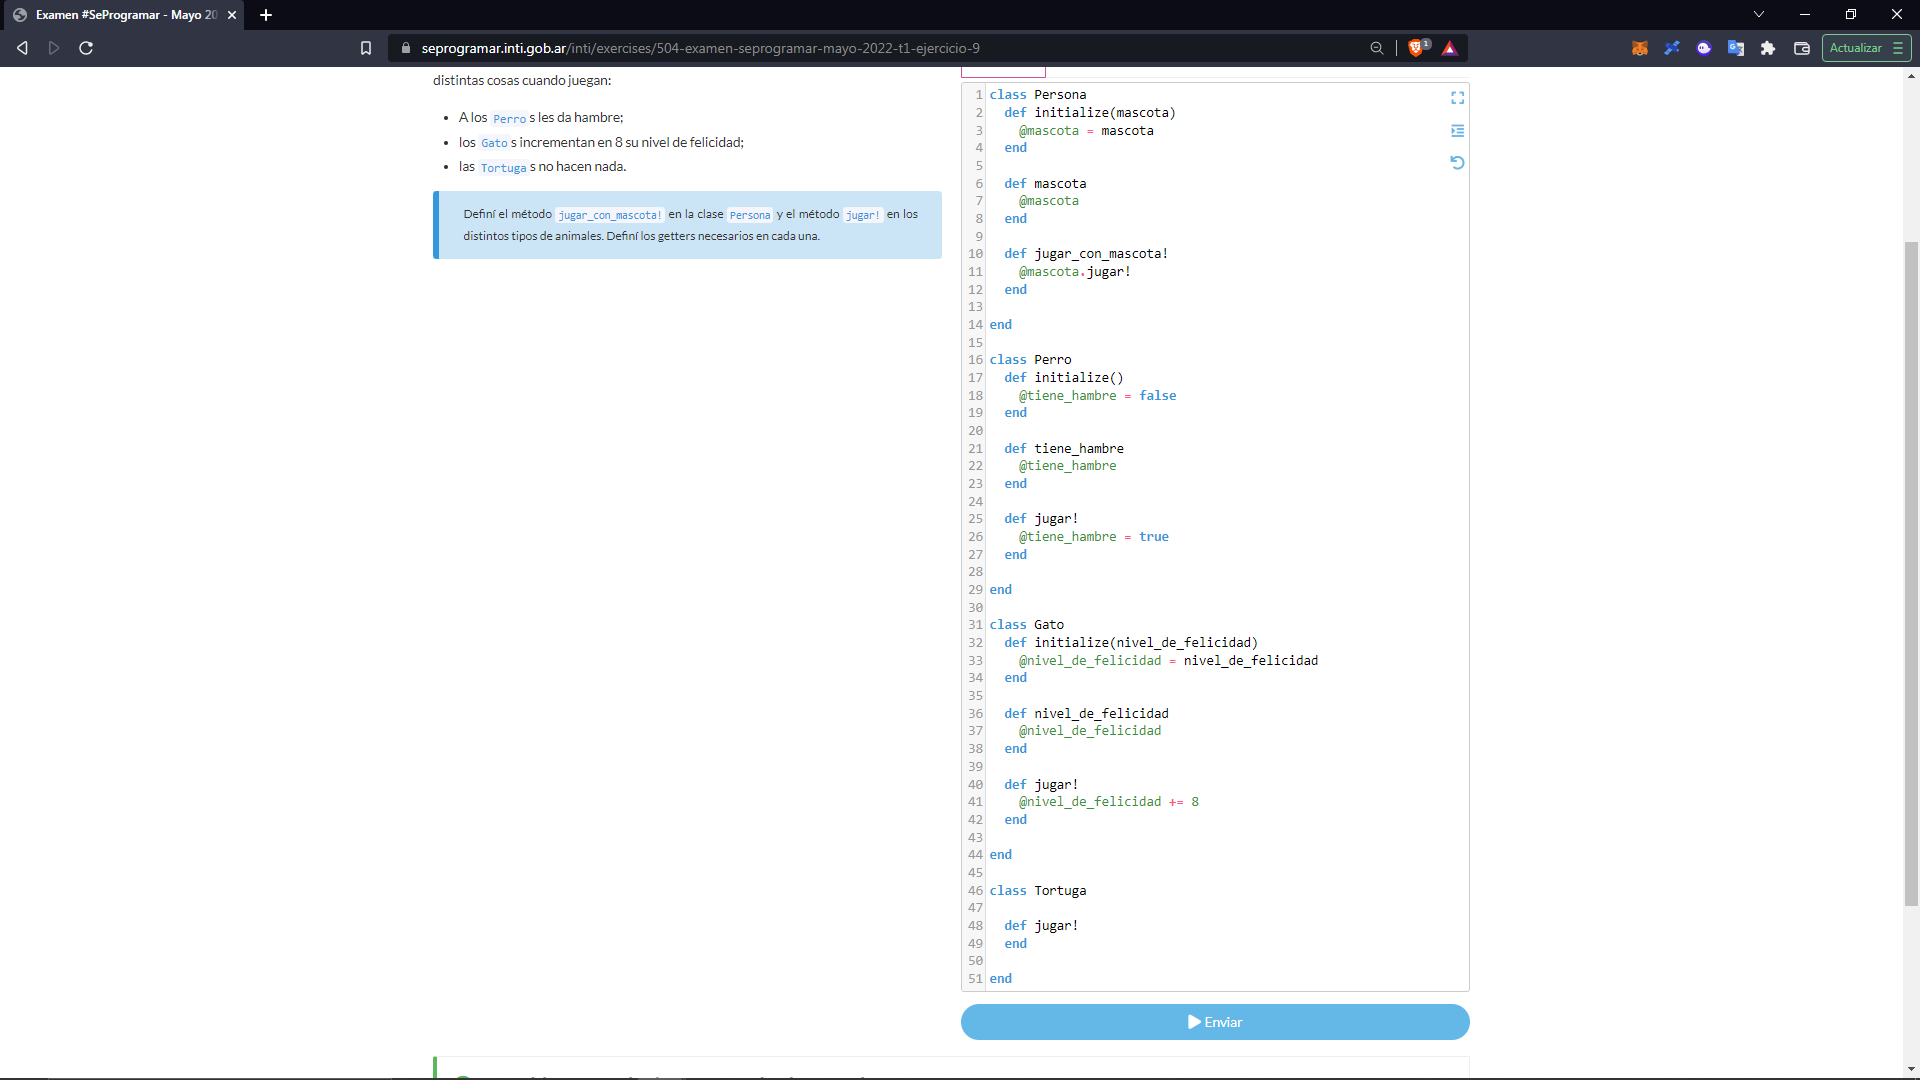 Examen #SeProgramar - Mayo 20
seprogramar.inti.gob.ar/inti/exercises/504-examen-seprogramar-mayo-2022-t1-ejercicio-9
1
Actualizar
distintas cosas cuando juegan:
• A los Perro s les da hambre;
• los Gato s incrementan en 8 su nivel de felicidad;
• las Tortuga s no hacen nada.
Definí el método jugar_con_mascota! en la clase Persona y el método jugar! en los
distintos tipos de animales. Definí los getters necesarios en cada una.
1 class Persona
2 def initialize(mascota)
3 @mascota = mascota
4 end
5
6 def mascota
7 @mascota
8 end
9
10 def jugar_con_mascota!
11 @mascota.jugar!
12 end
13
14 end
15
16 class Perro
17 def initialize()
18 @tiene_hambre = false
19 end
20
21 def tiene_hambre
22 @tiene_hambre
23 end
24
25 def jugar!
26 @tiene_hambre = true
27 end
28
29 end
30
31 class Gato
32 def initialize(nivel_de_felicidad)
33 @nivel_de_felicidad = nivel_de_felicidad
34 end
35
36 def nivel_de_felicidad
37 @nivel_de_felicidad
38 end
39
40 def jugar!
41 @nivel_de_felicidad += 8
42 end
43
44 end
45
46 class Tortuga
47
48 def jugar!
49 end
50
51 end
Enviar